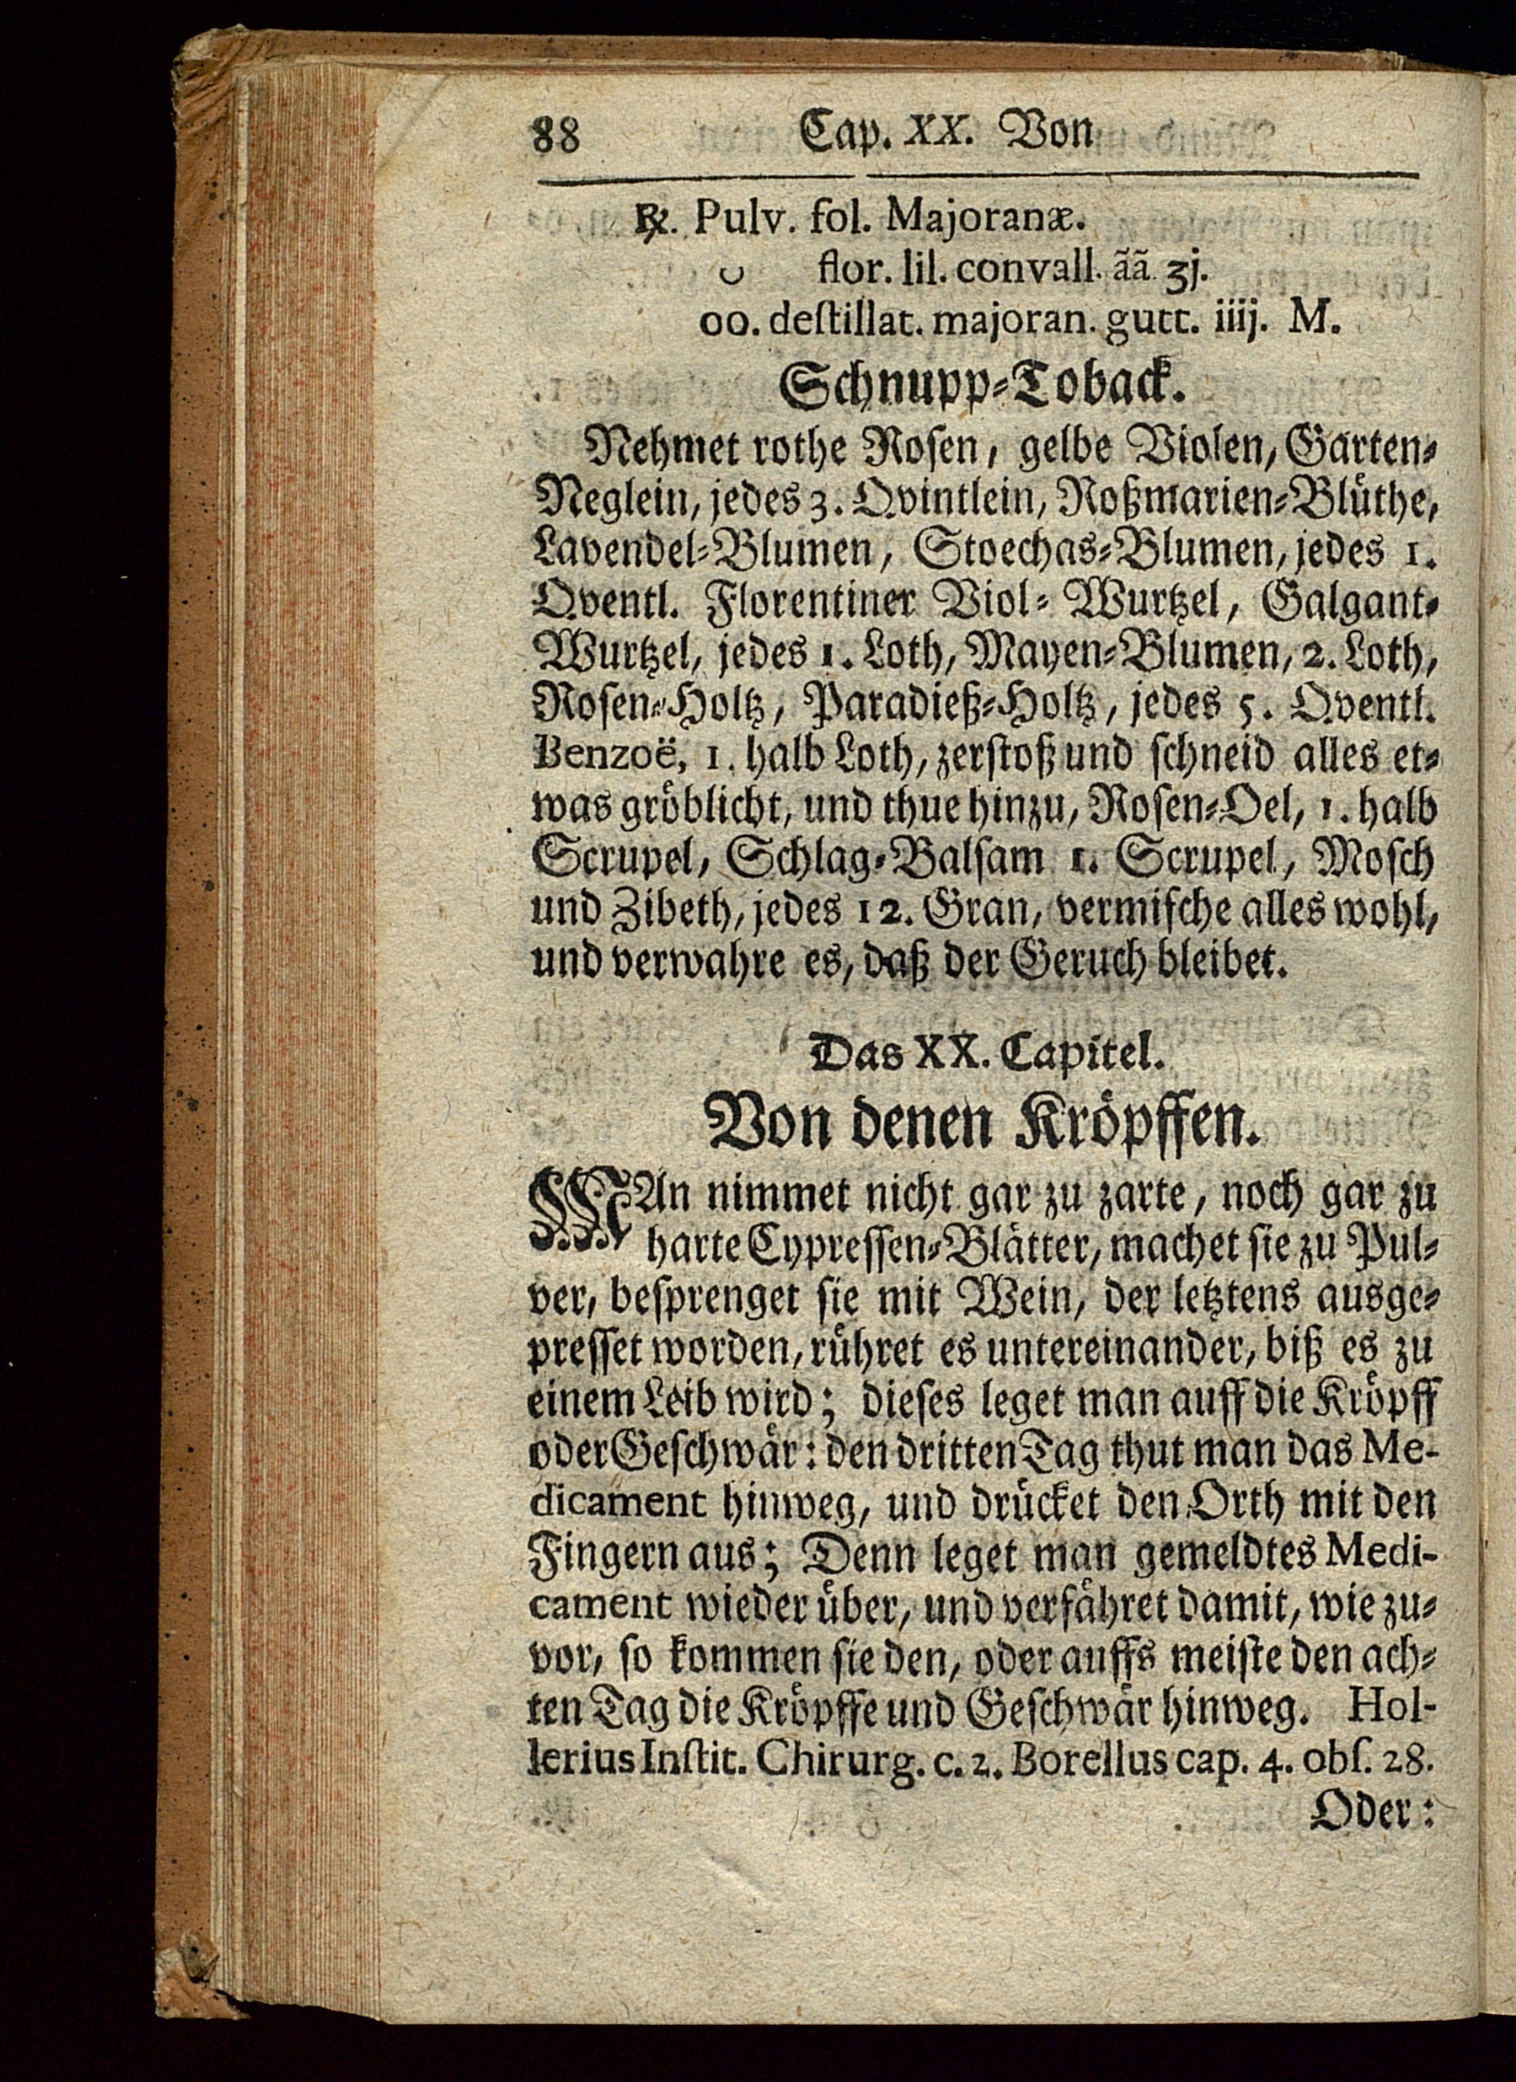 88 Cap. XX. Von
℞. Pulv. fol. Majoranæ.
◡ flor. lil. convall. ãã ʒj.
oo. deſtillat. majoran. gutt. iiij. M.
Schnupp-Toback.
Nehmet rothe Roſen, gelbe Violen, Garten-
Neglein, jedes 3. Qvintlein, Roßmarien-Blüthe,
Lavendel-Blumen, Stoechas-Blumen, jedes 1.
Qventl. Florentiner Viol- Wurtzel, Galgant-
Wurtzel, jedes 1. Loth, Mayen-Blumen, 2. Loth,
Roſen-Holtz, Paradieß-Holtz, jedes 5. Qventl.
Benzoë, 1. halb Loth, zerſtoß und ſchneid alles et-
was gröblicht, und thue hinzu, Roſen-Oel, 1. halb
Scrupel, Schlag-Balſam 1. Scrupel, Moſch
und Zibeth, jedes 12. Gran, vermiſche alles wohl,
und verwahre es, daß der Geruch bleibet.
Das XX. Capitel.
Von denen Kröpffen.
MAn nimmet nicht gar zu zarte, noch gar zu
harte Cypreſſen-Blätter, machet ſie zu Pul-
ver, beſprenget ſie mit Wein, der letztens ausge-
preſſet worden, rühret es untereinander, biß es zu
einem Leib wird; dieſes leget man auff die Kröpff
oder Geſchwär: den dritten Tag thut man das Me-
dicament hinweg, und drücket den Orth mit den
Fingern aus; Denn leget man gemeldtes Medi-
cament wieder über, und verfähret damit, wie zu-
vor, ſo kommen ſie den, oder auffs meiſte den ach-
ten Tag die Kröpffe und Geſchwär hinweg. Hol-
lerius Inſtit. Chirurg. c. 2. Borellus cap. 4. obſ. 28.
Oder: